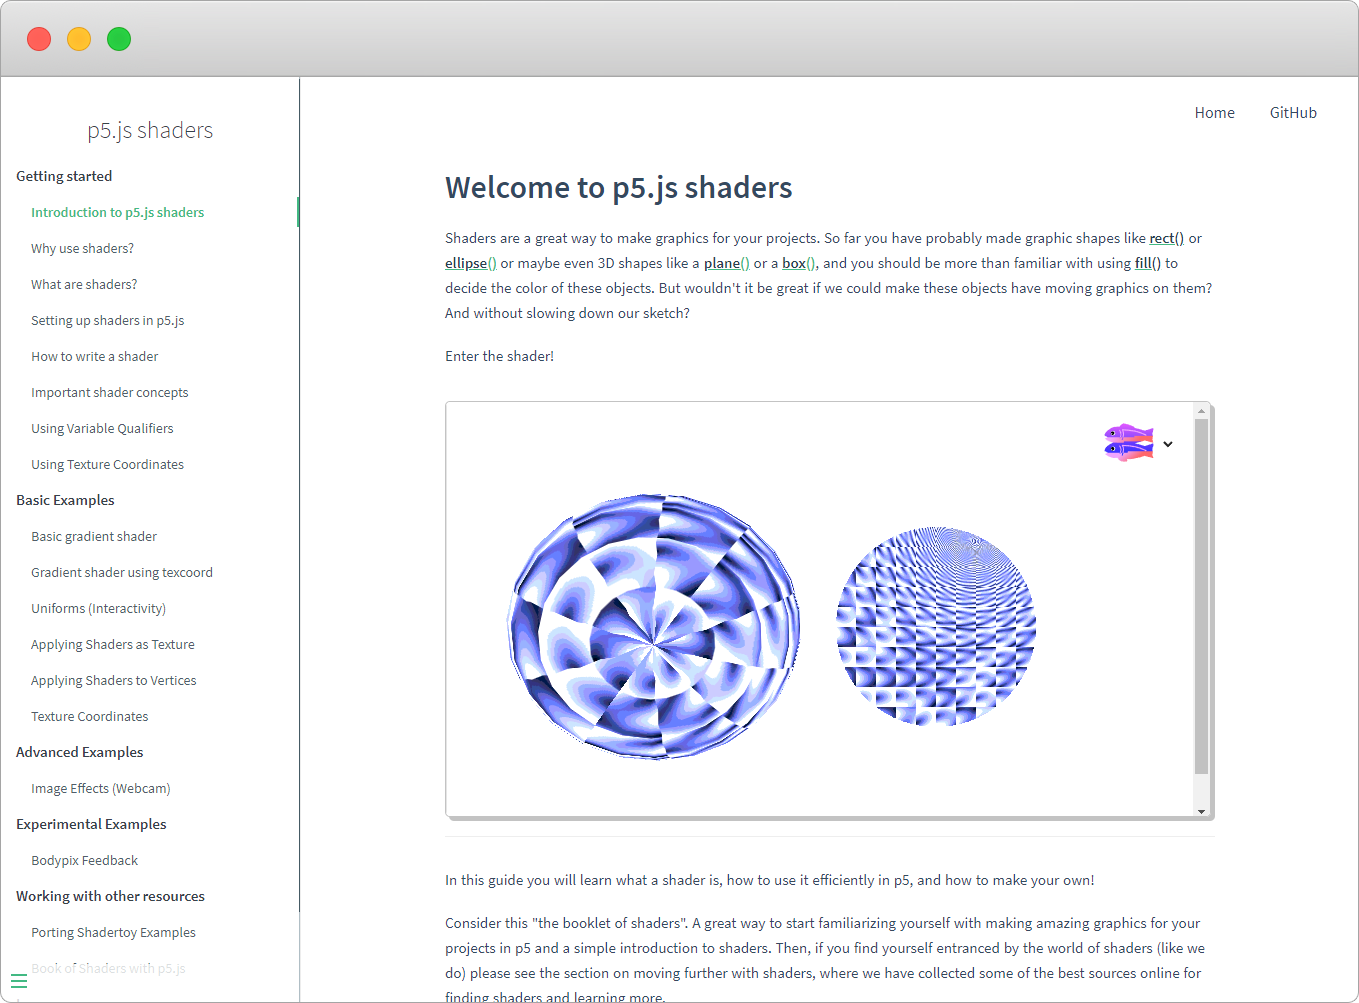 p5.js shaders
Getting started
Introduction to p5.js shaders
Why use shaders?
What are shaders?
Setting up shaders in p5.js
How to write a shader
Important shader concepts
Using Variable Qualifiers
Using Texture Coordinates
Basic Examples
Basic gradient shader
Gradient shader using texcoord
Uniforms (Interactivity)
Applying Shaders as Texture
Applying Shaders to Vertices
Texture Coordinates
Advanced Examples
Image Effects (Webcam)
Experimental Examples
Bodypix Feedback
Working with other resources
Porting Shadertoy Examples
Book of Shaders with p5.js
Home
GitHub
Welcome to p5.js shaders
Shaders are a great way to make graphics for your projects. So far you have probably made graphic shapes like rect() or
ellipse() or maybe even 3D shapes like a plane() or a box(), and you should be more than familiar with using fill() to
decide the color of these objects. But wouldn't it be great if we could make these objects have moving graphics on them?
And without slowing down our sketch?
Enter the shader!
In this guide you will learn what a shader is, how to use it efficiently in p5, and how to make your own!
Consider this "the booklet of shaders". A great way to start familiarizing yourself with making amazing graphics for your
projects in p5 and a simple introduction to shaders. Then, if you find yourself entranced by the world of shaders (like we
do) please see the section on moving further with shaders, where we have collected some of the best sources online for
finding shaders and learning more.